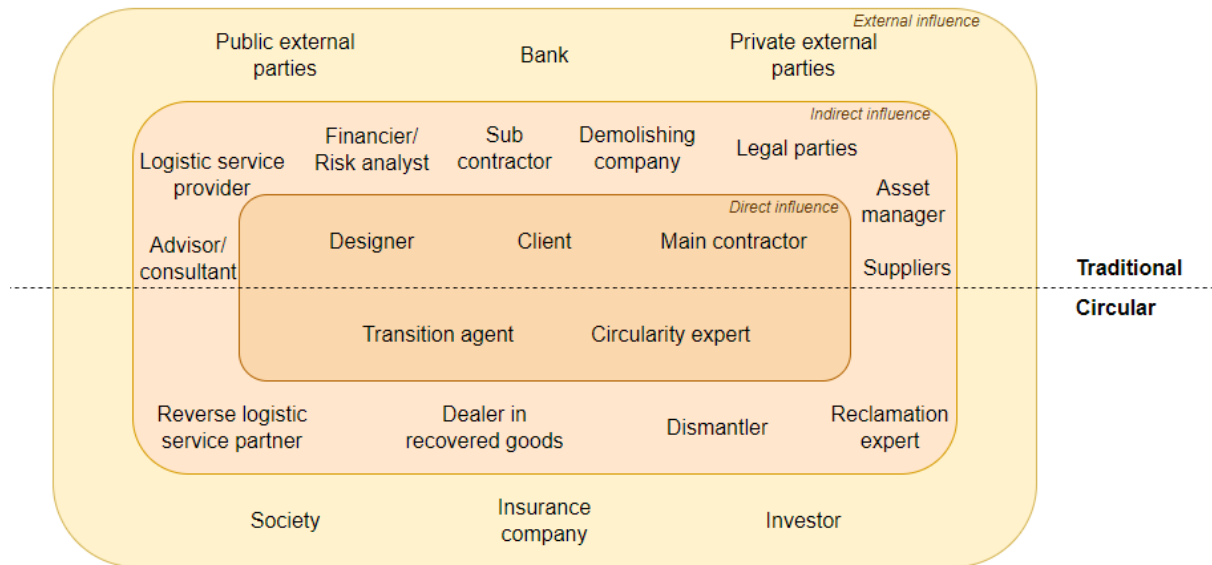 External influence
Public external
parties
Bank
Private external
parties
Indirect influence
Logistic service
provider
Financier/
Risk analyst
Sub
contractor
Demolishing
company
Legal parties
Asset
manager
Direct influence
Advisor/
consultant
Designer
Client
Main contractor
Suppliers
Traditional
Circular
Transition agent
Circularity expert
Reverse logistic
service partner
Dealer in
recovered goods
Dismantler
Reclamation
expert
Society
Insurance
company
Investor